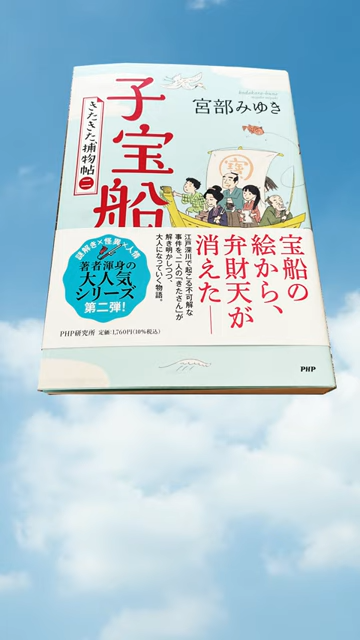 子宝船
きたきた捕物帖 二
宮部みゆき
宝
宝船の
絵から、
弁財天が
消えた―
江戸深川で起こる不可解な
事件を、二人の「きたさん」が
解き明かしつつ、
大人になっていく物語。
謎解き×怪異×人情
著者渾身の
大人気
シリーズ
第二弾!
PHP研究所 定価:1,760円(10%税込)
PHP